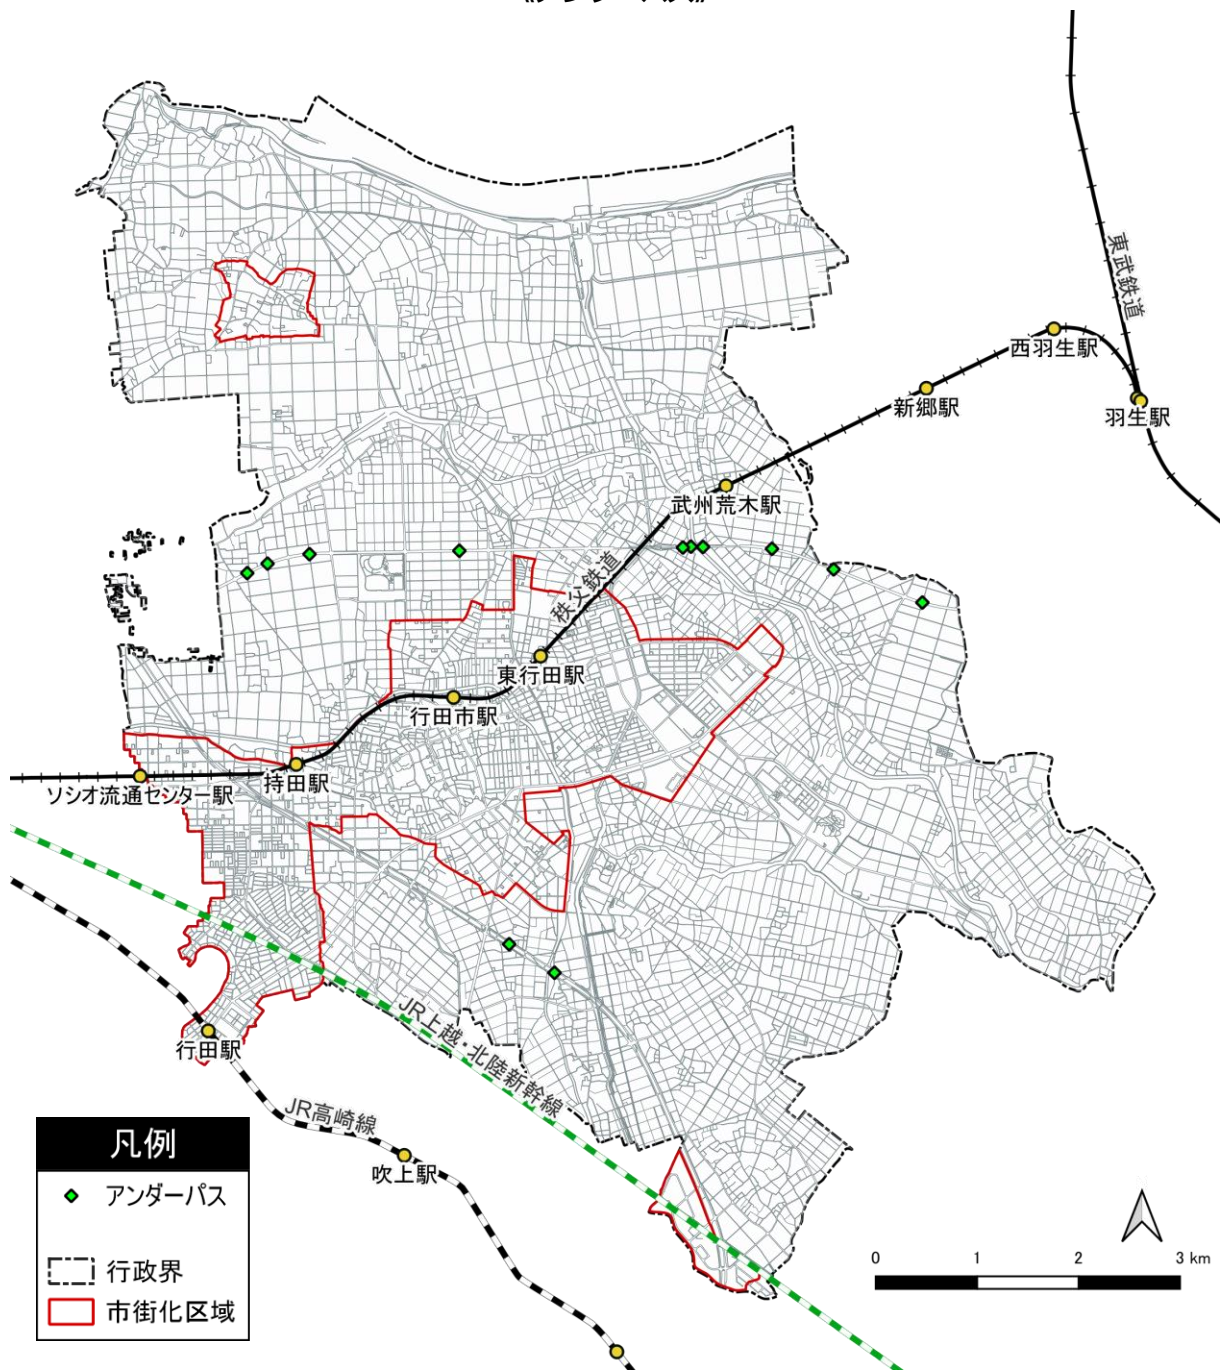 東武鉄道
西羽生駅
新郷駅
羽生駅
武州荒木駅
秩父鉄道
東行田駅
行田市駅
持田駅
ソシオ流通センター駅
JR上越・北陸新幹線
行田駅
JR高崎線
吹上駅
凡例
アンダーパス
行政界
市街化区域
0 1 2 3 km